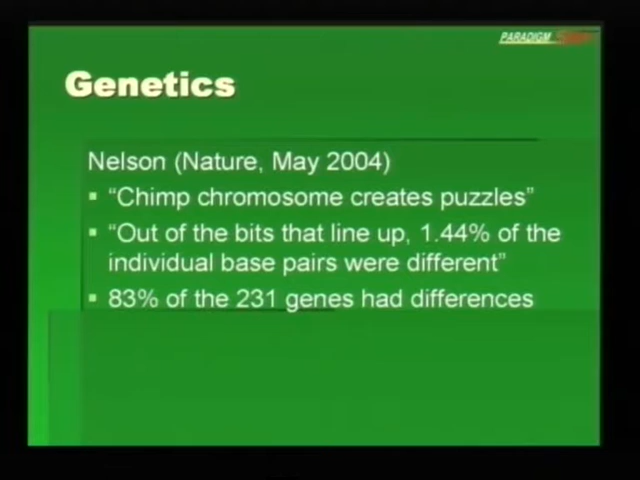 PARADIGM
Genetics
Nelson (Nature, May 2004)
▪ “Chimp chromosome creates puzzles”
▪ “Out of the bits that line up, 1.44% of the
individual base pairs were different”
▪ 83% of the 231 genes had differences